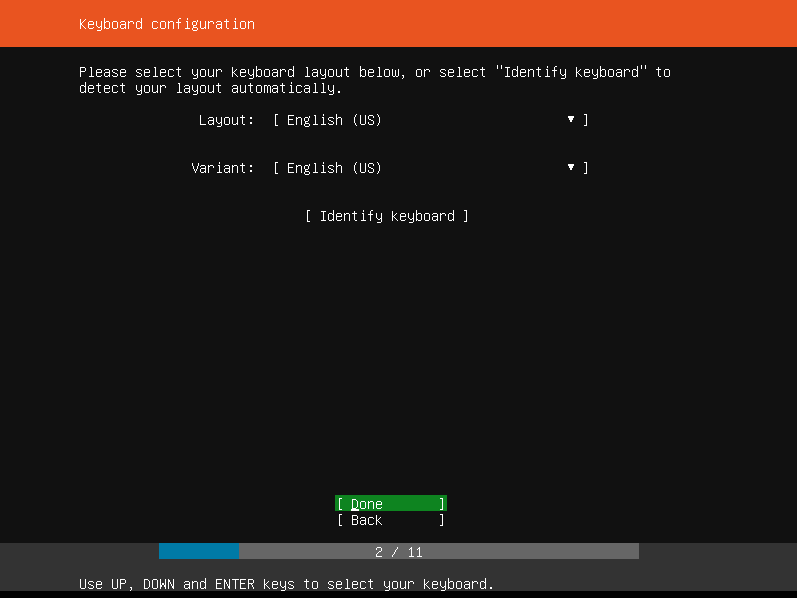 Keyboard configuration
Please select your keyboard layout below, or select "Identify keyboard" to
detect your layout automatically.
Layout: [ English (US) ▼ ]
Variant: [ English (US) ▼ ]
[ Identify keyboard ]
[ Done ]
[ Back ]
2 / 11
Use UP, DOWN and ENTER keys to select your keyboard.